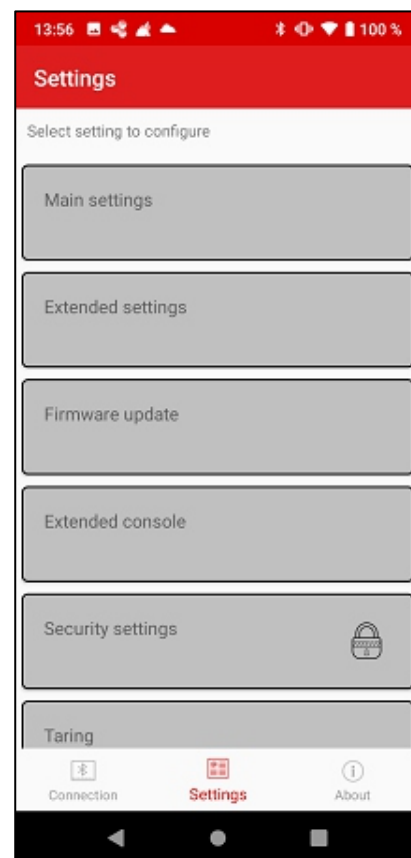 13:56 100 %
Settings
Select setting to configure
Main settings
Extended settings
Firmware update
Extended console
Security settings
Taring
Connection Settings About